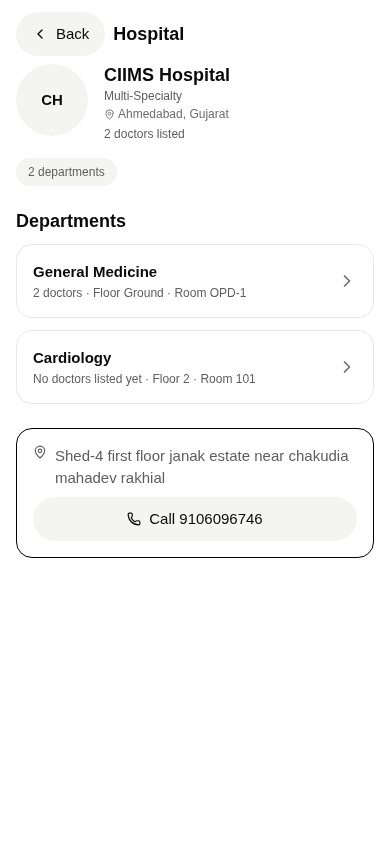 Back
Hospital
CH
CIIMS Hospital
Multi-Specialty
Ahmedabad, Gujarat
2 doctors listed
2 departments
Departments
General Medicine
2 doctors · Floor Ground · Room OPD-1
Cardiology
No doctors listed yet · Floor 2 · Room 101
Shed-4 first floor janak estate near chakudia
mahadev rakhial
Call 9106096746